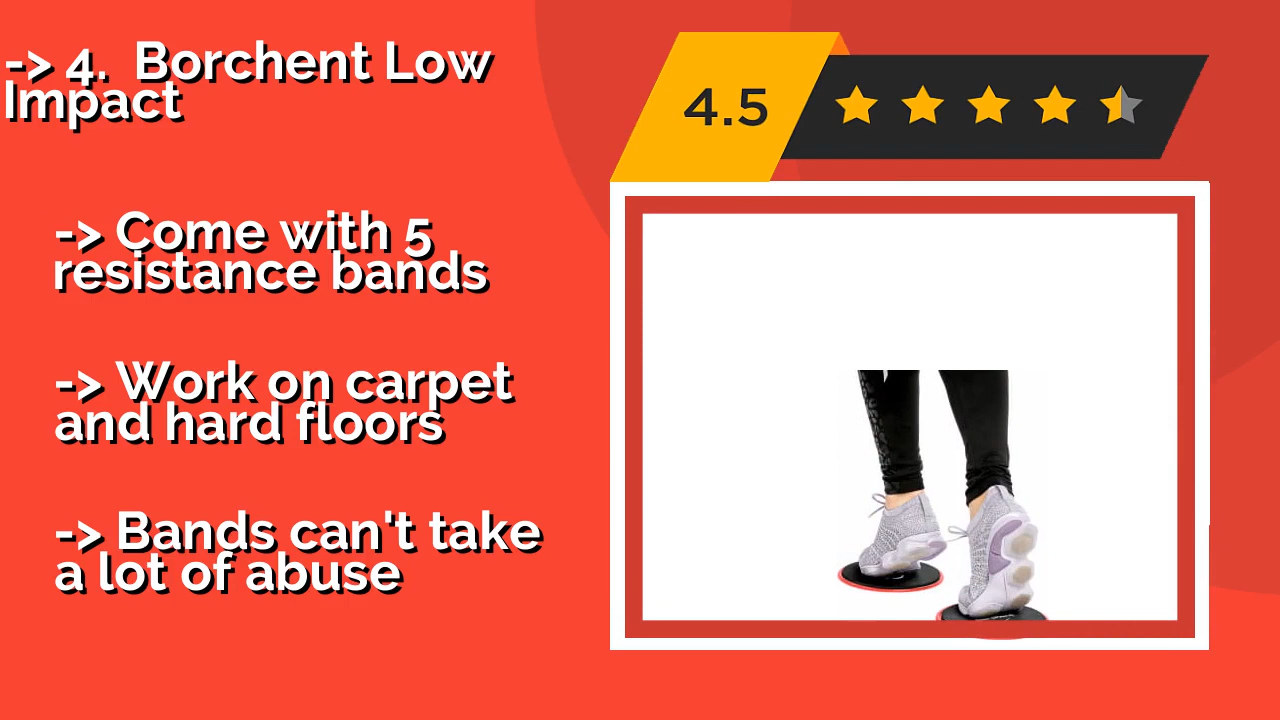 -> 4.  Borchent Low
Impact
4.5
-> Come with 5
resistance bands
-> Work on carpet
and hard floors
-> Bands can't take
a lot of abuse